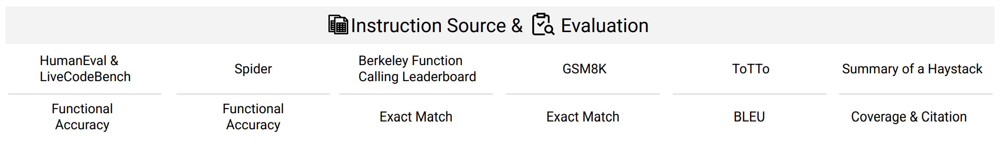 Instruction Source & Evaluation
HumanEval &
LiveCodeBench
Spider
Berkeley Function
Calling Leaderboard
GSM8K
ToTTo
Summary of a Haystack
Functional
Accuracy
Functional
Accuracy
Exact Match
Exact Match
BLEU
Coverage & Citation